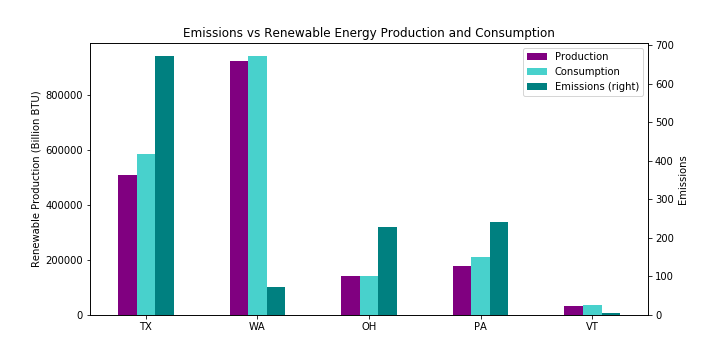 Emissions vs Renewable Energy Production and Consumption
Production
Consumption
Emissions (right)
Renewable Production (Billion BTU)
800000
600000
400000
200000
0
700
600
500
400
300
200
100
0
Emissions
TX WA OH PA VT